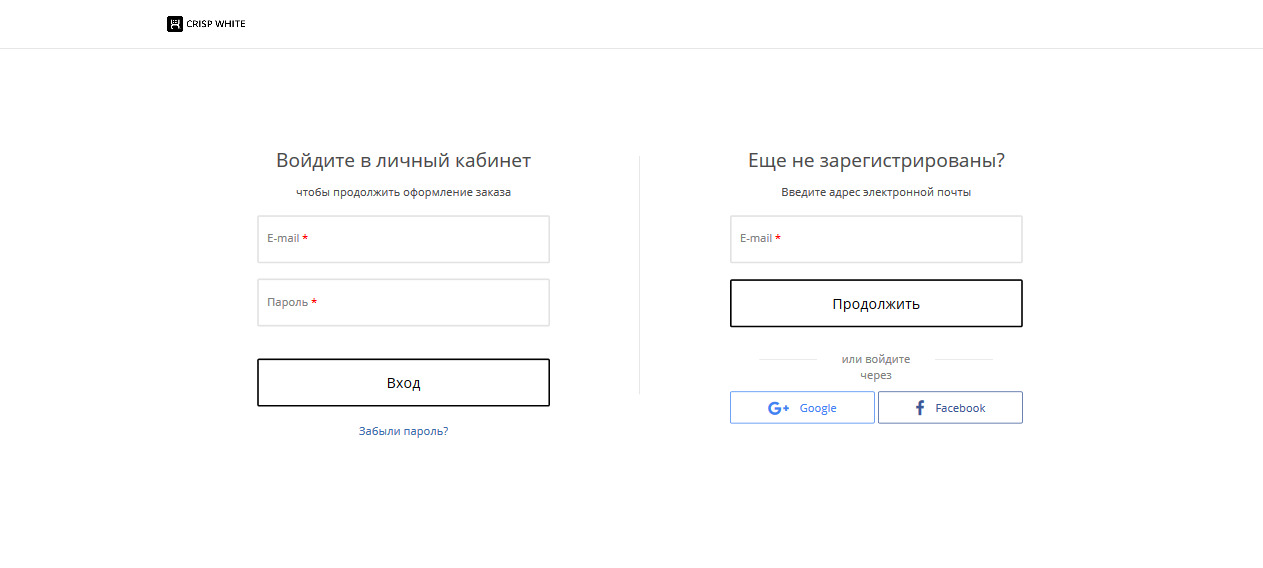 CRISP WHITE
Войдите в личный кабинет
чтобы продолжить оформление заказа
E-mail *
Пароль *
Вход
Забыли пароль?
Еще не зарегистрированы?
Введите адрес электронной почты
E-mail *
Продолжить
или войдите
через
G+ Google
f Facebook